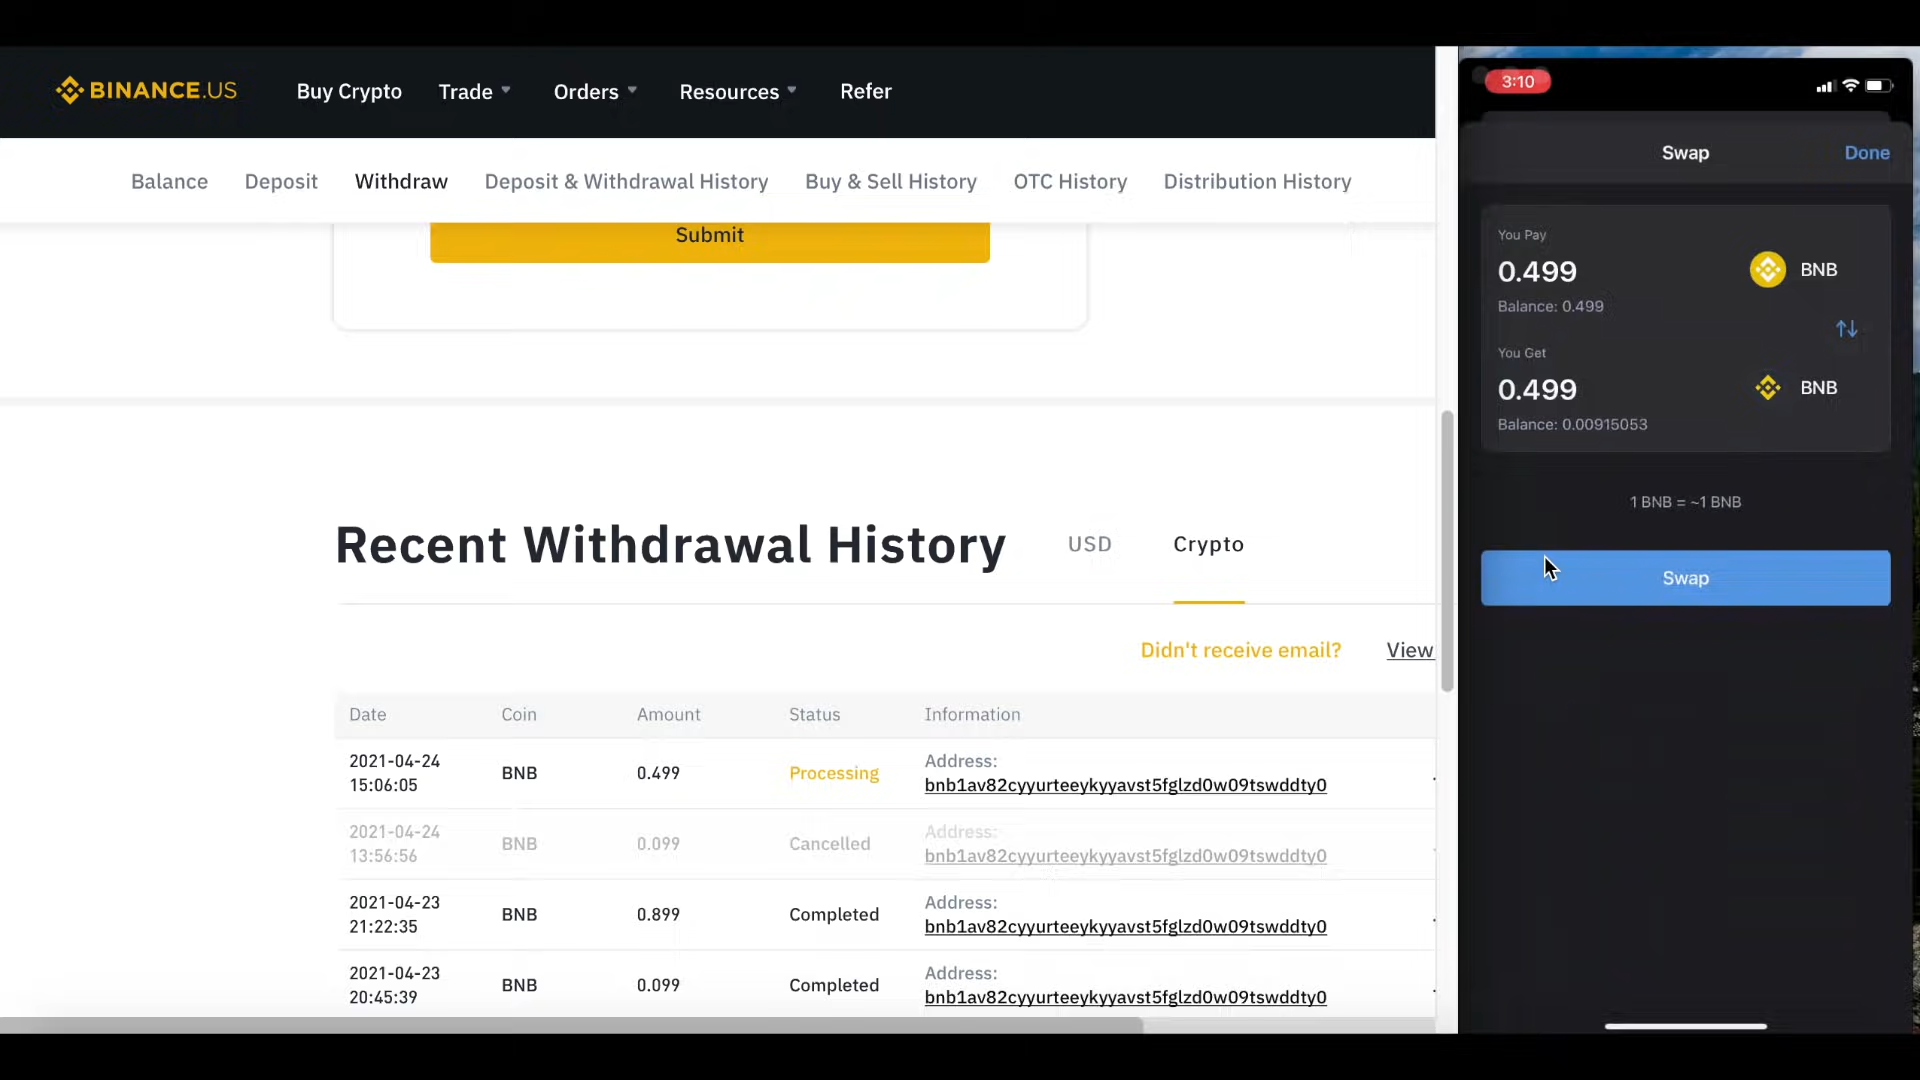 BINANCE.US
Buy Crypto
Trade
Orders
Resources
Refer
Balance
Deposit
Withdraw
Deposit & Withdrawal History
Buy & Sell History
OTC History
Distribution History
Submit
Recent Withdrawal History
USD
Crypto
Didn't receive email?
View
Date Coin Amount Status Information
2021-04-24
15:06:05
BNB
0.499
Processing
Address:
bnb1av82cyyurteeykyyavst5fglzd0w09tswddty0
2021-04-24
13:56:56
BNB
0.099
Cancelled
Address:
bnb1av82cyyurteeykyyavst5fglzd0w09tswddty0
2021-04-23
21:22:35
BNB
0.899
Completed
Address:
bnb1av82cyyurteeykyyavst5fglzd0w09tswddty0
2021-04-23
20:45:39
BNB
0.099
Completed
Address:
bnb1av82cyyurteeykyyavst5fglzd0w09tswddty0
3:10
Swap
Done
You Pay
0.499
BNB
Balance: 0.499
You Get
0.499
BNB
Balance: 0.00915053
1 BNB = ~1 BNB
Swap